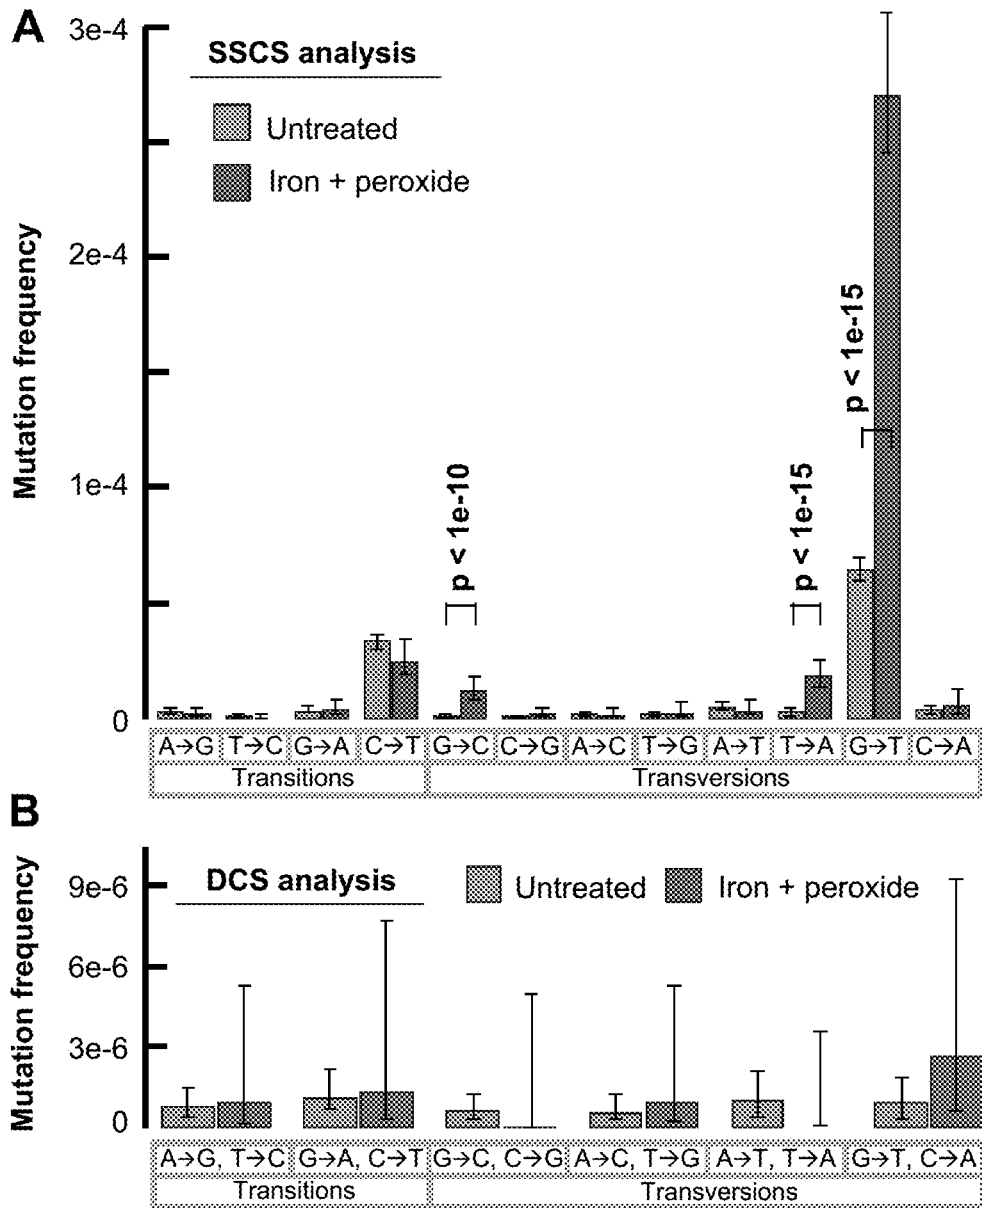 A
3e-4
SSCS analysis
Untreated
Iron + peroxide
2e-4
1e-4
0
Mutation frequency
p < 1e-10
p < 1e-15
p < 1e-15
A→G T→C G→A C→T G→C C→G A→C T→G A→T T→A G→T C→A
Transitions Transversions
B
DCS analysis Untreated Iron + peroxide
9e-6
6e-6
3e-6
0
Mutation frequency
A→G, T→C G→A, C→T G→C, C→G A→C, T→G A→T, T→A G→T, C→A
Transitions Transversions